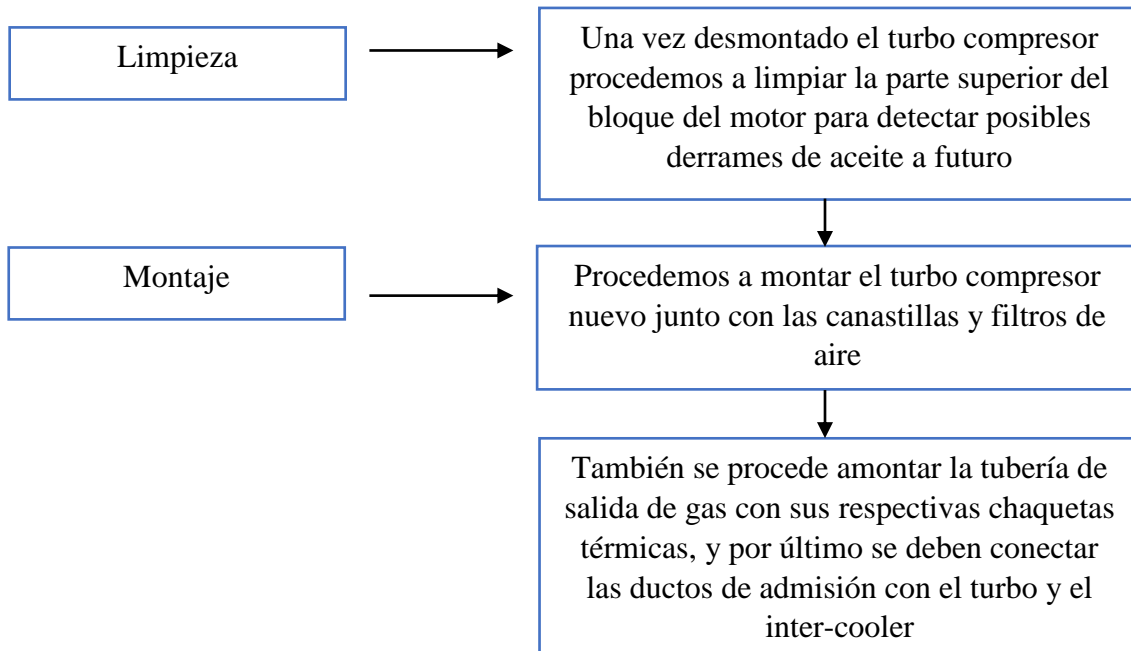 Limpieza
Una vez desmontado el turbo compresor
procedemos a limpiar la parte superior del
bloque del motor para detectar posibles
derrames de aceite a futuro
Montaje
Procedemos a montar el turbo compresor
nuevo junto con las canastillas y filtros de
aire
También se procede amontar la tubería de
salida de gas con sus respectivas chaquetas
térmicas, y por último se deben conectar
las ductos de admisión con el turbo y el
inter-cooler